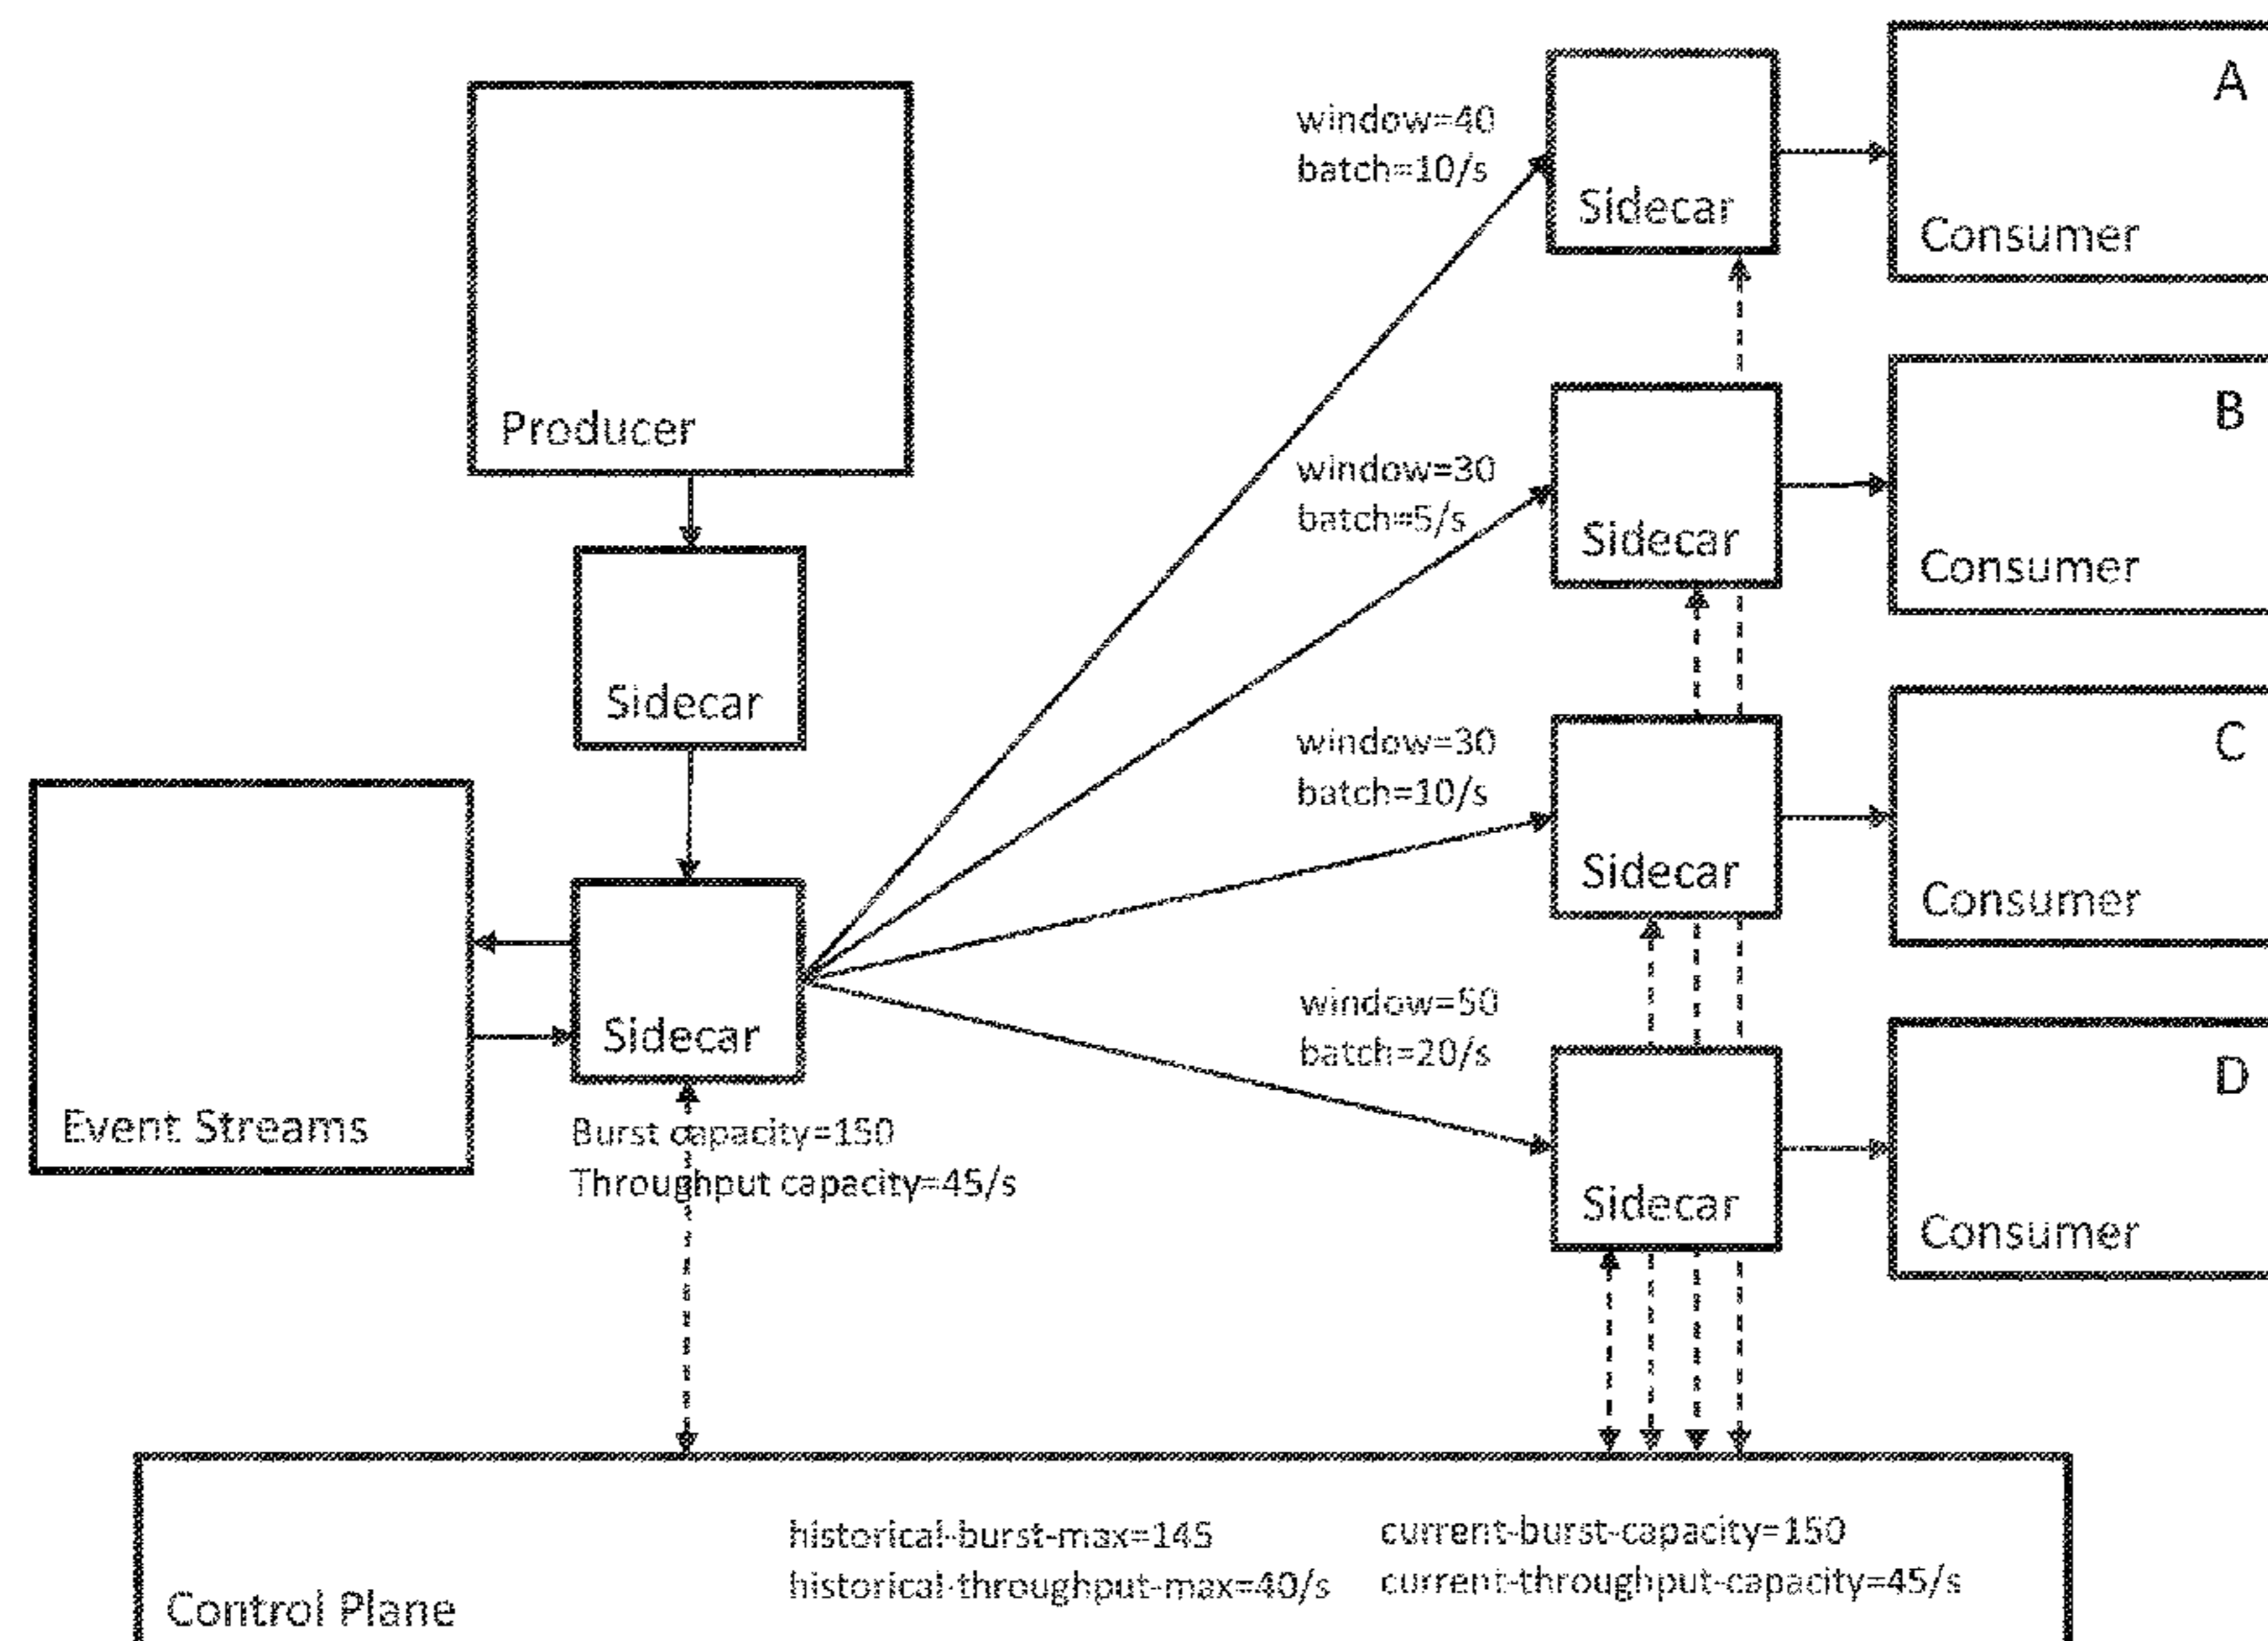 A
window=40
batch=10/s
Sidecar
Consumer
B
Producer
window=30
batch=5/s
Sidecar
Consumer
Sidecar
C
window=30
batch=10/s
Sidecar
Consumer
D
window=50
batch=20/s
Sidecar
Event Streams
Burst capacity=150
Throughput capacity=45/s
Sidecar
Consumer
historical-burst-max=145
historical-throughput-max=40/s
current-burst-capacity=150
current-throughput-capacity=45/s
Control Plane